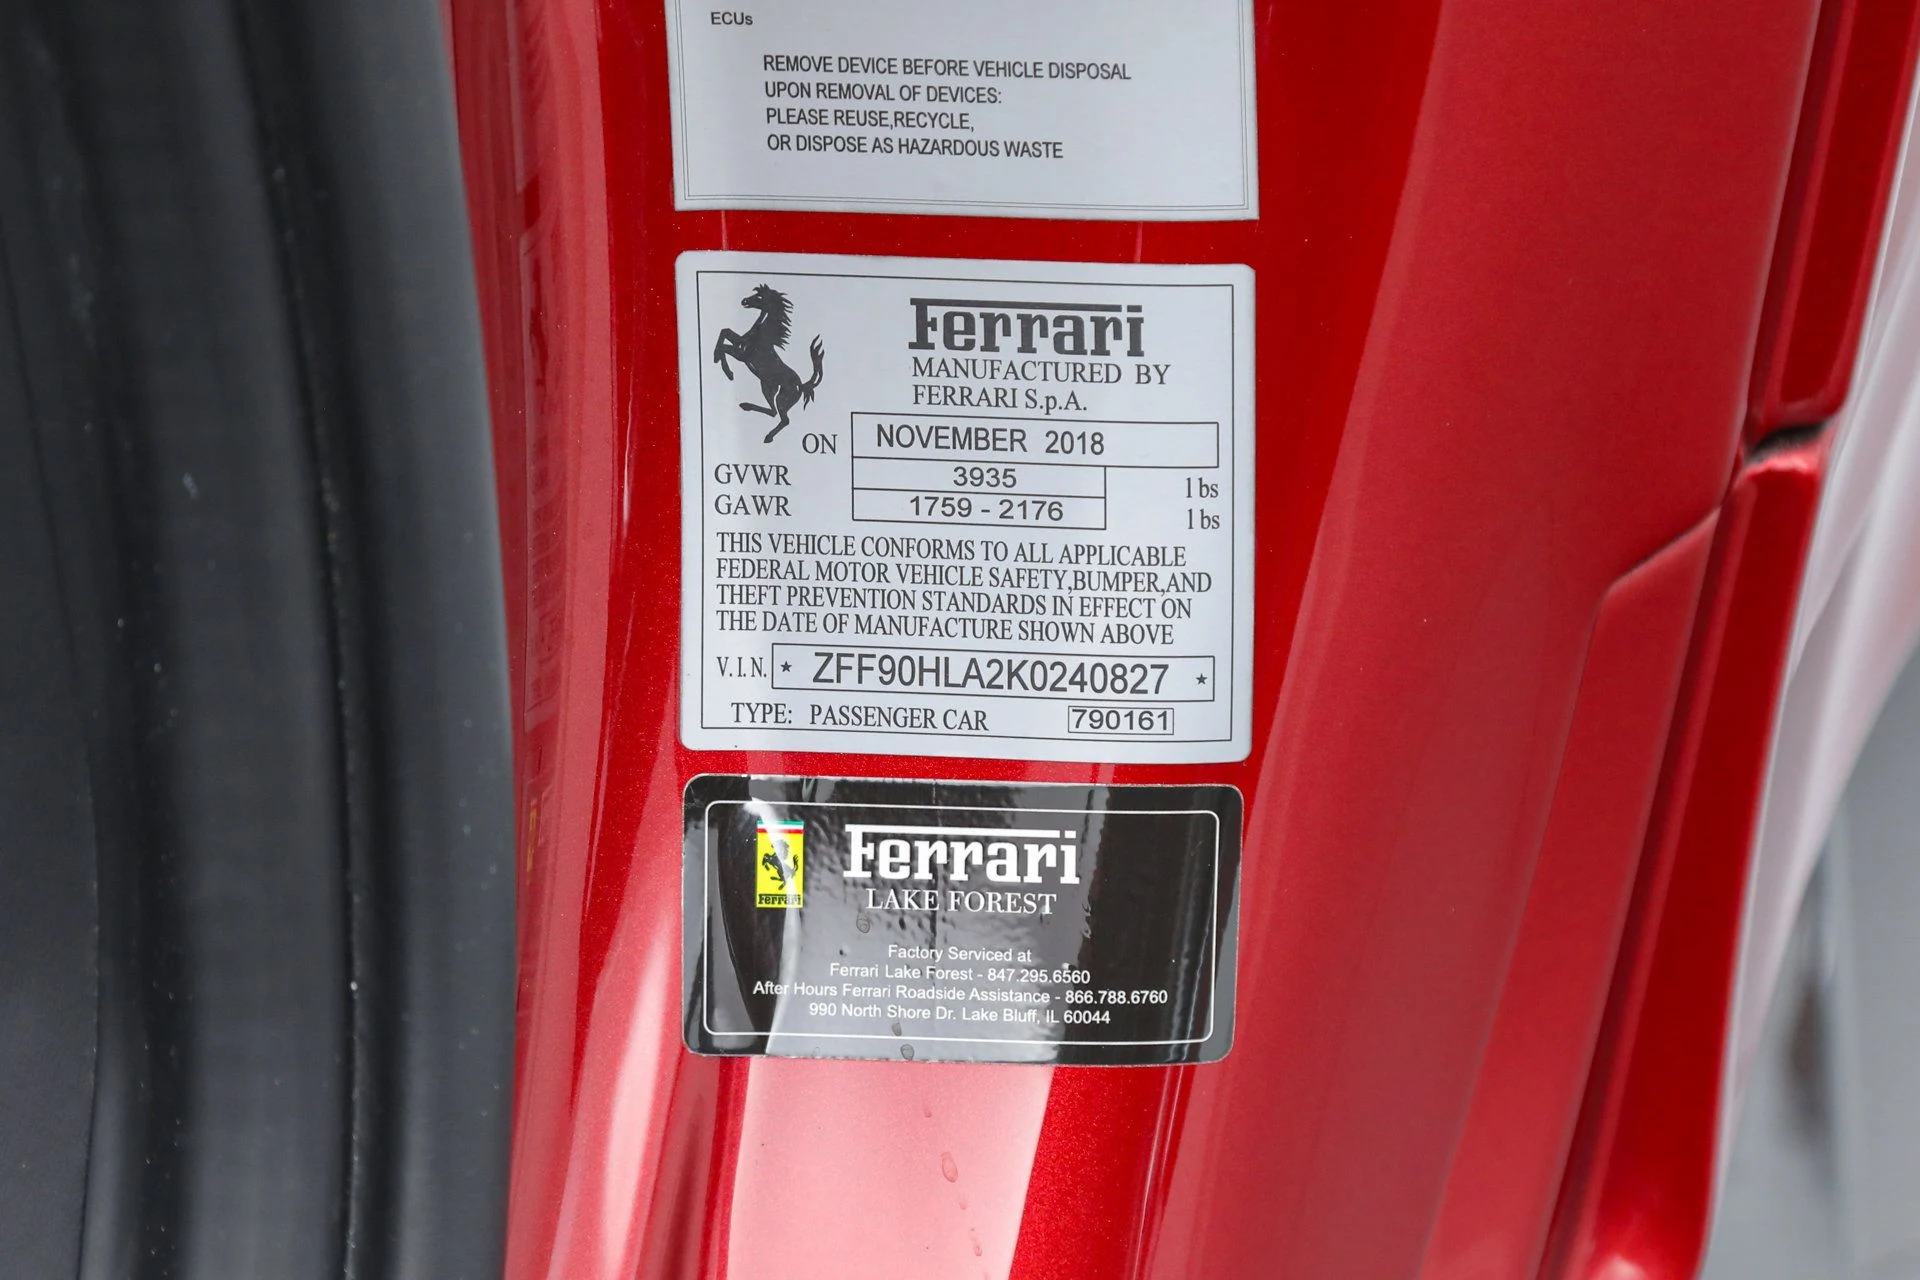 ECUs
REMOVE DEVICE BEFORE VEHICLE DISPOSAL
UPON REMOVAL OF DEVICES:
PLEASE REUSE,RECYCLE,
OR DISPOSE AS HAZARDOUS WASTE
Ferrari
MANUFACTURED BY
FERRARI S.p.A.
ON NOVEMBER 2018
GVWR 3935 lbs
GAWR 1759 - 2176 lbs
THIS VEHICLE CONFORMS TO ALL APPLICABLE
FEDERAL MOTOR VEHICLE SAFETY,BUMPER,AND
THEFT PREVENTION STANDARDS IN EFFECT ON
THE DATE OF MANUFACTURE SHOWN ABOVE
V.I.N. * ZFF90HLA2K0240827 *
TYPE: PASSENGER CAR 790161
Ferrari
Ferrari
LAKE FOREST
Factory Serviced at
Ferrari Lake Forest - 847.295.6560
After Hours Ferrari Roadside Assistance - 866.788.6760
990 North Shore Dr. Lake Bluff, IL 60044